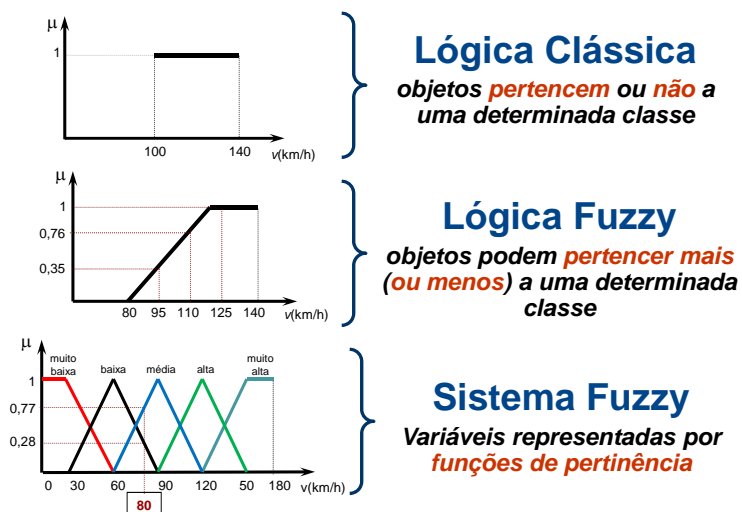 μ
1
100 140 v(km/h)
Lógica Clássica
objetos pertencem ou não a
uma determinada classe
μ
1
0,76
0,35
80 95 110 125 140 v(km/h)
Lógica Fuzzy
objetos podem pertencer mais
(ou menos) a uma determinada
classe
μ
muito
baixa
baixa
média
alta
muito
alta
1
0,77
0,28
0 30 60 90 120 50 180 v(km/h)
80
Sistema Fuzzy
Variáveis representadas por
funções de pertinência